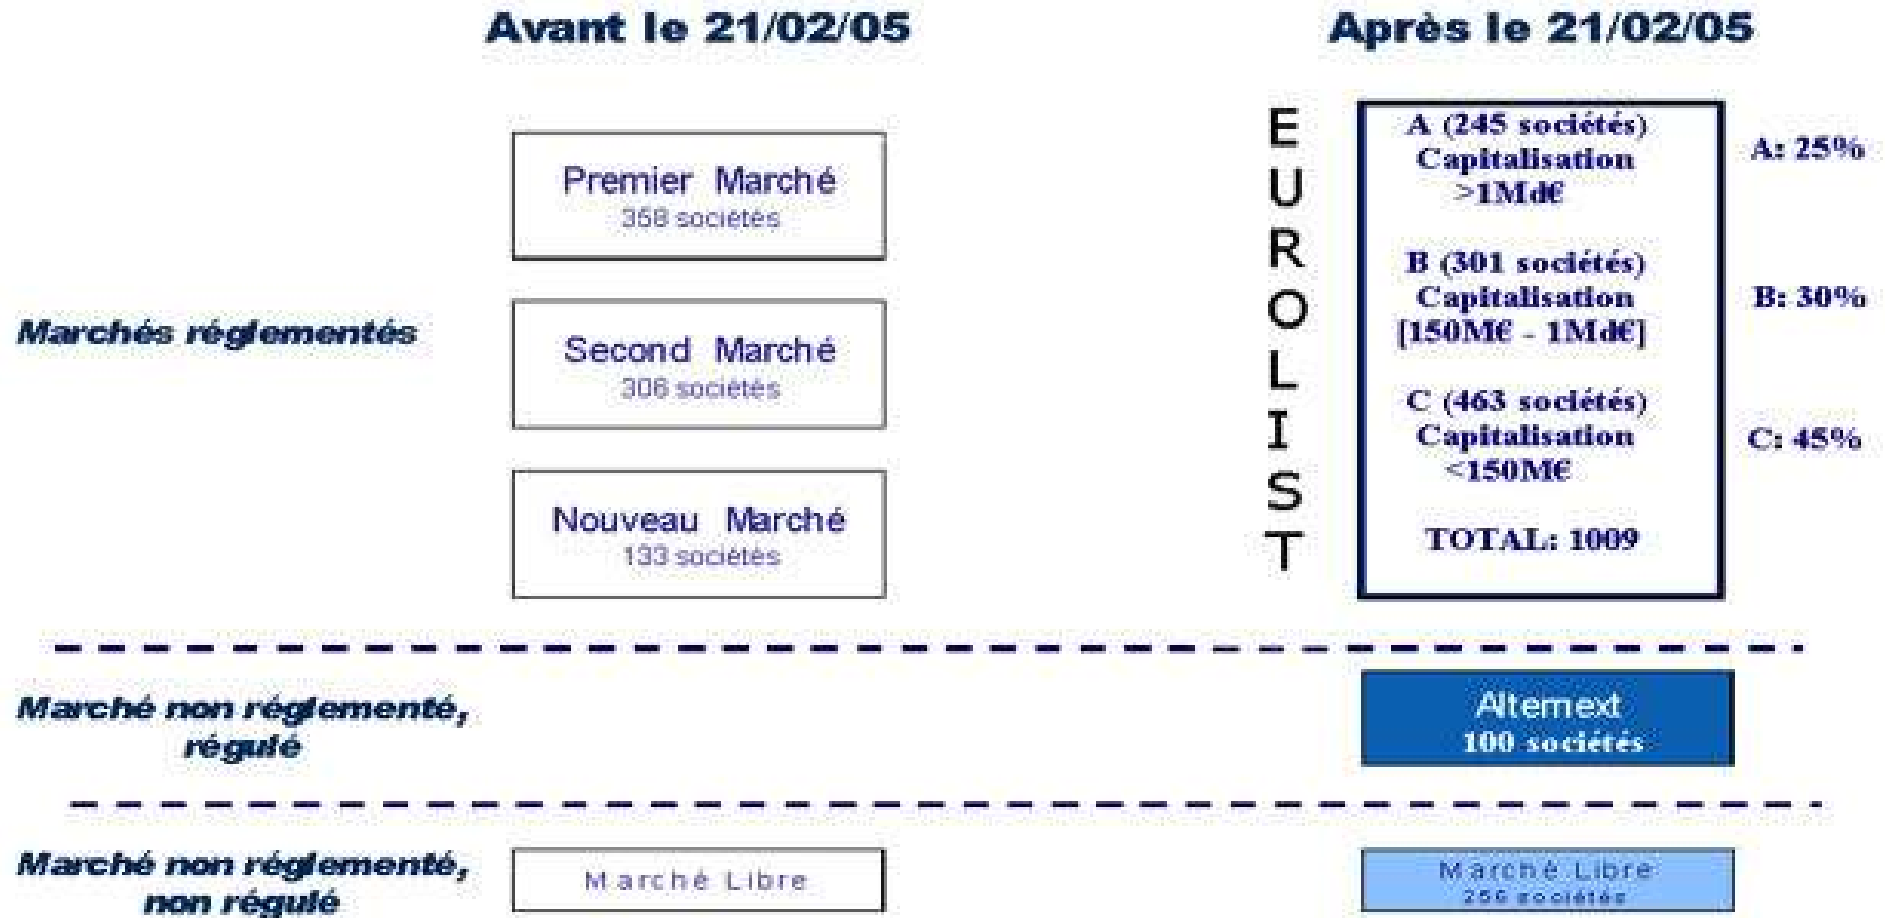 Avant le 21/02/05
Après le 21/02/05
Marchés réglementés
Premier Marché
358 sociétés
Second Marché
306 sociétés
Nouveau Marché
133 sociétés
EUROLIST
A (245 sociétés)
Capitalisation
>1Md€
B (301 sociétés)
Capitalisation
[150M€ - 1Md€]
C (463 sociétés)
Capitalisation
<150M€
TOTAL: 1009
A: 25%
B: 30%
C: 45%
Marché non réglementé,
régulé
Alternext
100 sociétés
Marché non réglementé,
non régulé
Marché Libre
Marché Libre
256 sociétés